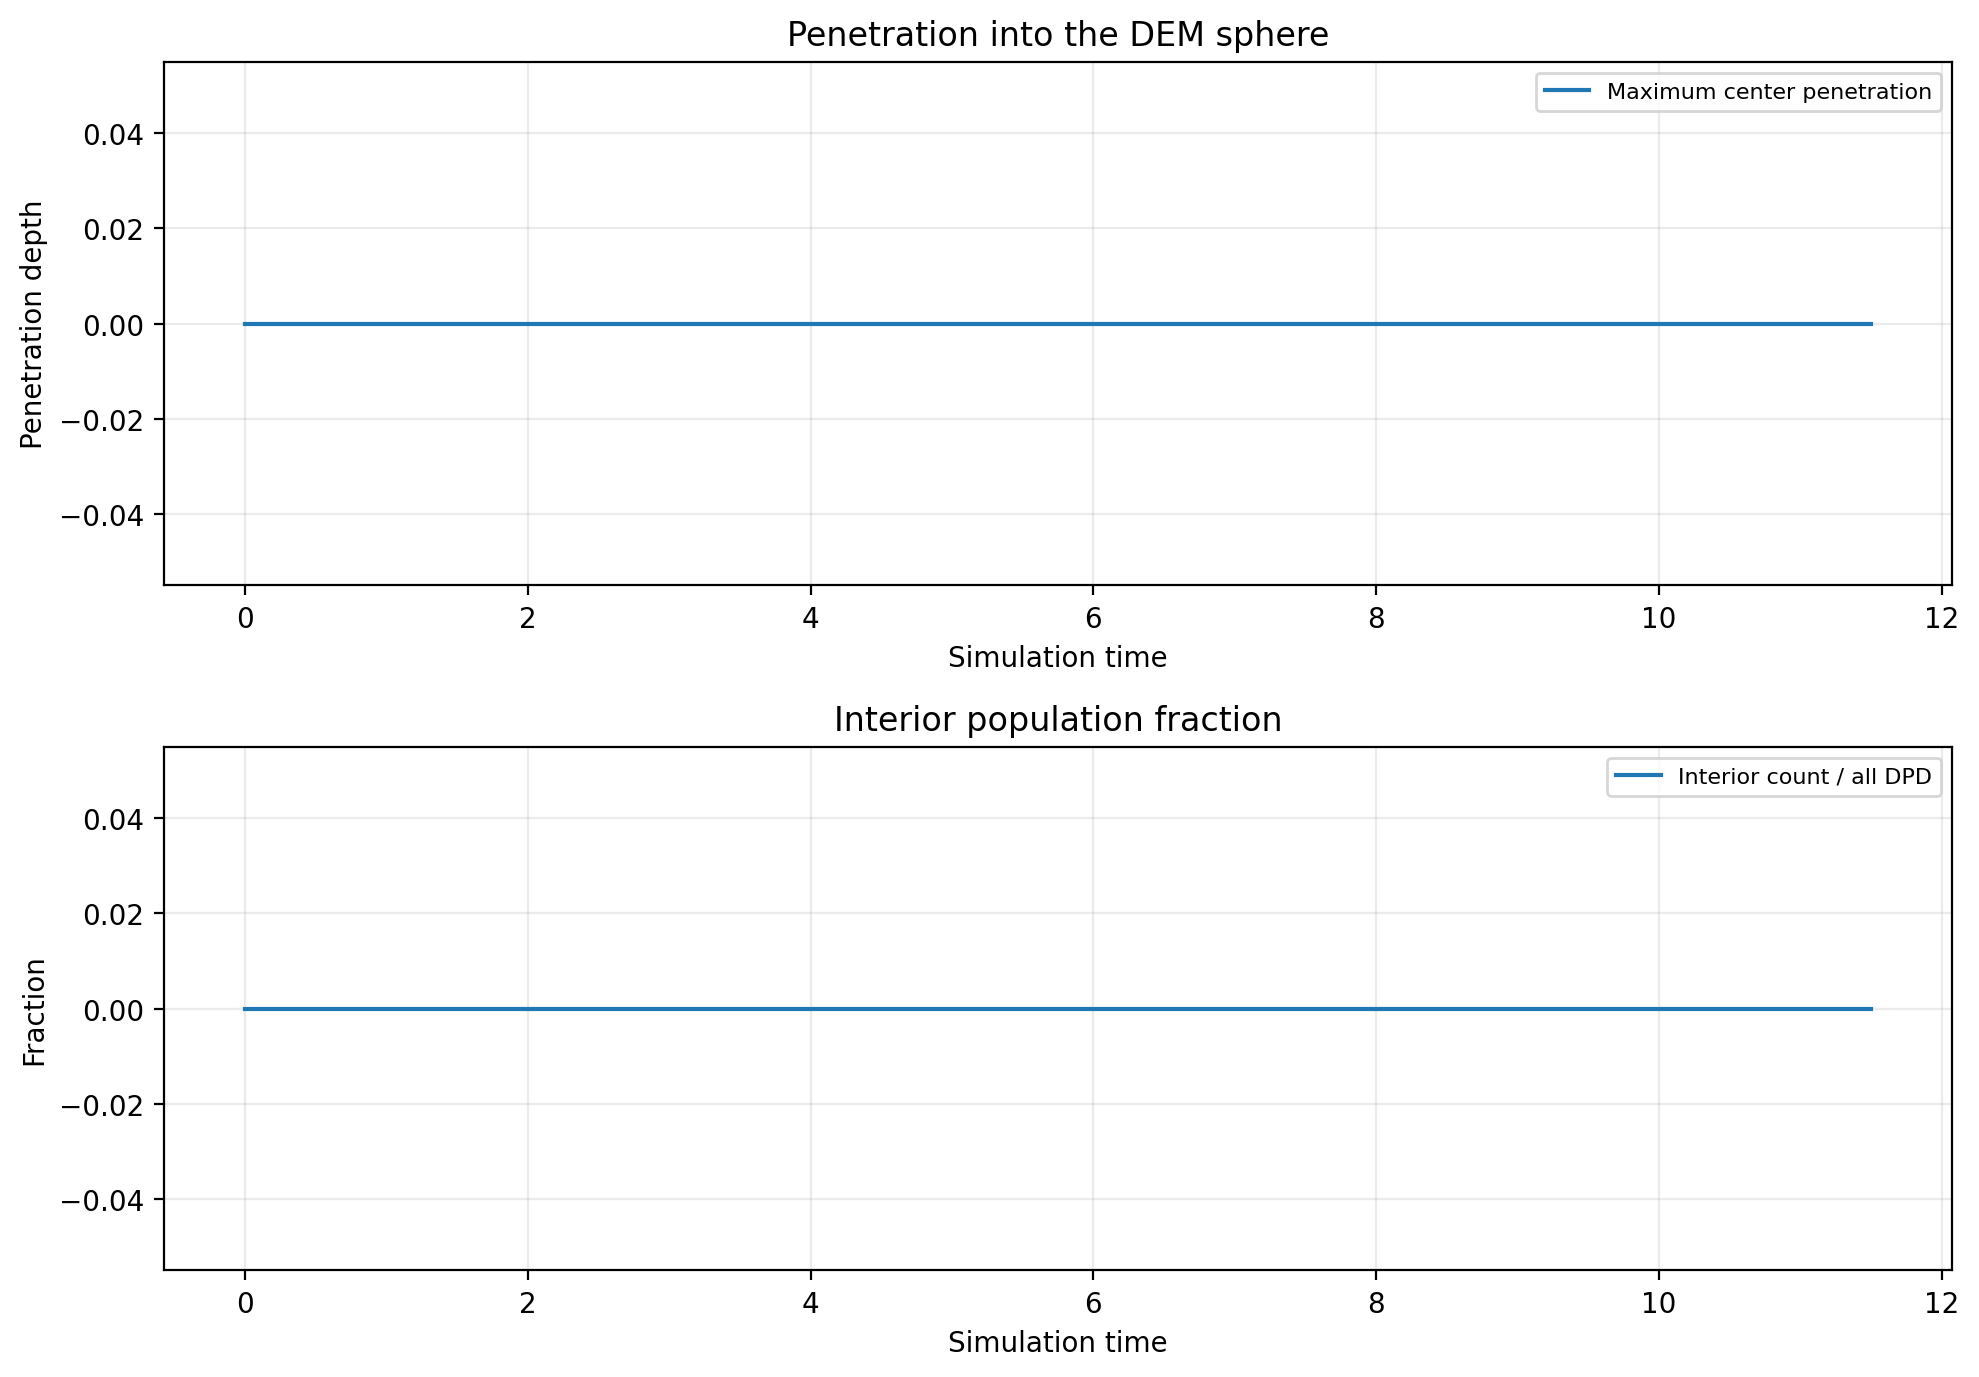 Penetration into the DEM sphere
Maximum center penetration
Penetration depth
0.04
0.02
0.00
−0.02
−0.04
0 2 4 6 8 10 12
Simulation time
Interior population fraction
Interior count / all DPD
Fraction
0.04
0.02
0.00
−0.02
−0.04
0 2 4 6 8 10 12
Simulation time